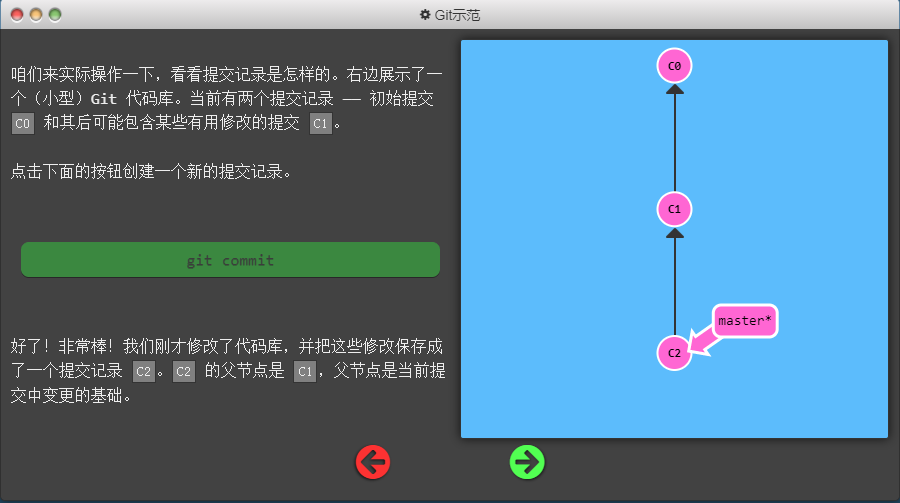 Git示范
咱们来实际操作一下，看看提交记录是怎样的。右边展示了一
个（小型）Git 代码库。当前有两个提交记录 —— 初始提交
C0 和其后可能包含某些有用修改的提交 C1。
点击下面的按钮创建一个新的提交记录。
git commit
好了！非常棒！我们刚才修改了代码库，并把这些修改保存成
了一个提交记录 C2。C2 的父节点是 C1，父节点是当前提
交中变更的基础。
C0
C1
master*
C2